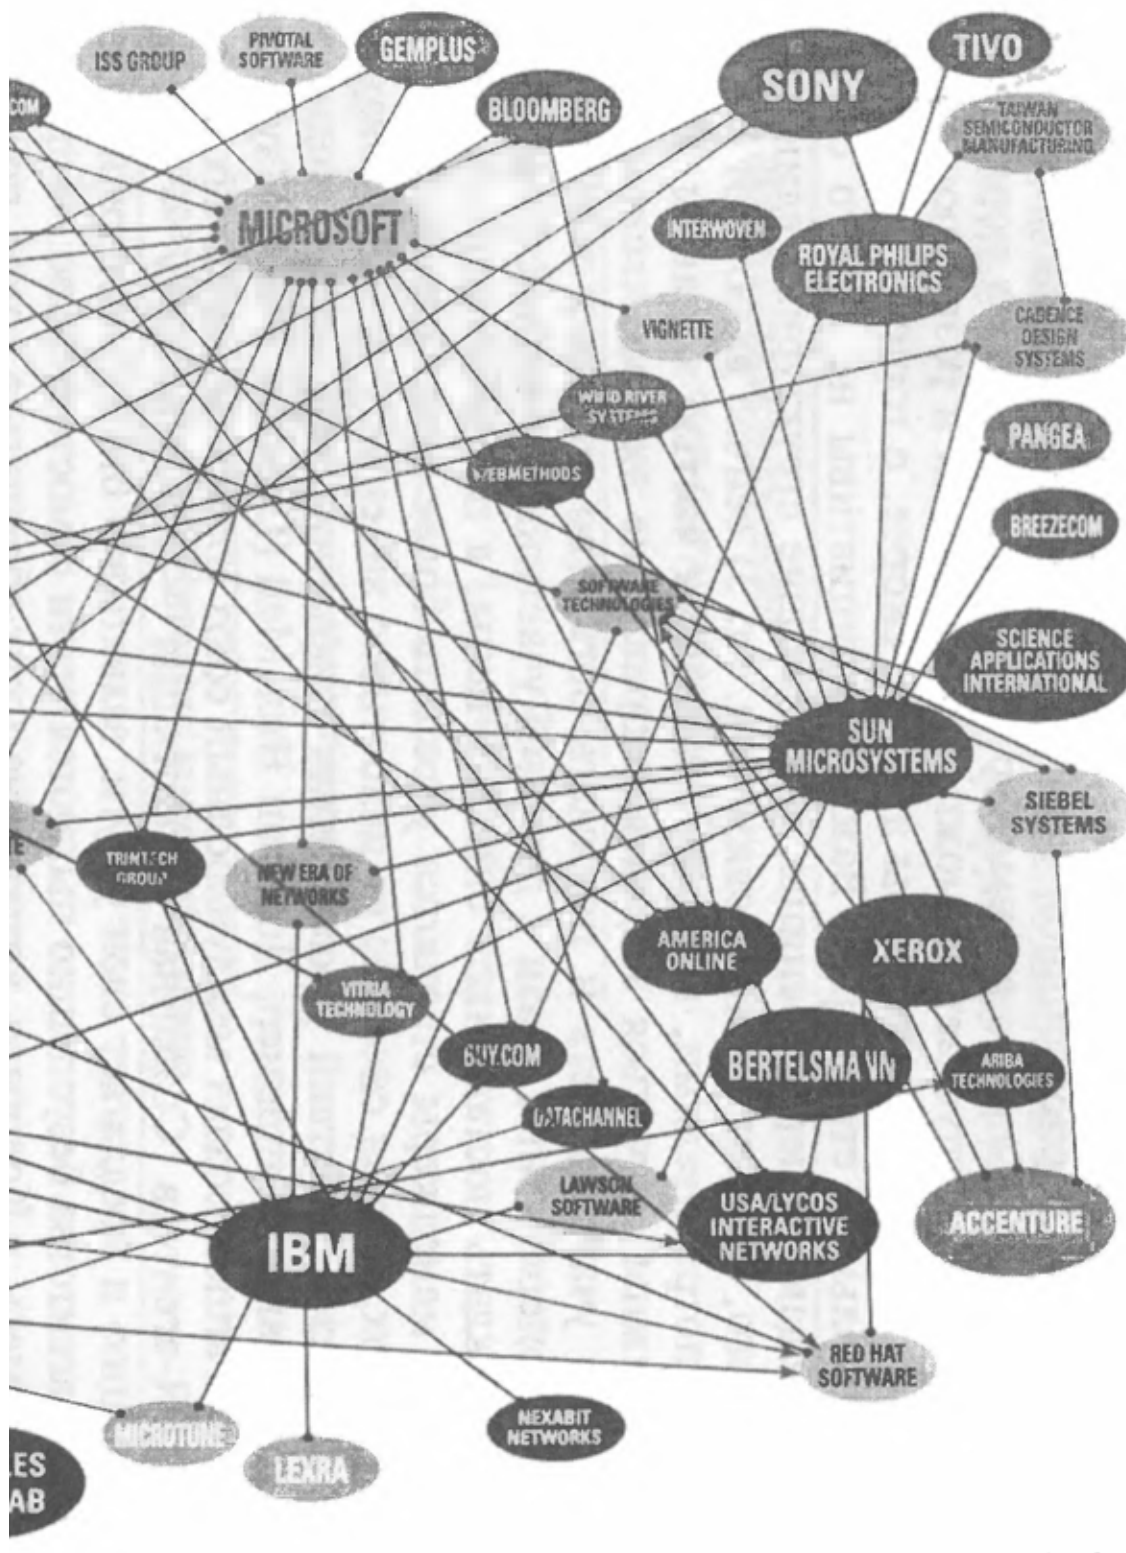 ISS GROUP
PIVOTAL
SOFTWARE
GEMPLUS
SONY
TIVO
COM
BLOOMBERG
TAIWAN
SEMICONDUCTOR
MANUFACTURING
MICROSOFT
INTERWOVEN
ROYAL PHILIPS
ELECTRONICS
VIGNETTE
CADENCE
DESIGN
SYSTEMS
WIND RIVER
SYSTEMS
PANGEA
WEBMETHODS
BREEZECOM
SOFTWARE
TECHNOLOGIES
SCIENCE
APPLICATIONS
INTERNATIONAL
SUN
MICROSYSTEMS
SIEBEL
SYSTEMS
TE
TRINTECH
GROUP
NEW ERA OF
NETWORKS
AMERICA
ONLINE
XEROX
VITRIA
TECHNOLOGY
BUY.COM
BERTELSMANN
ARIBA
TECHNOLOGIES
DATACHANNEL
LAWSON
SOFTWARE
USA/LYCOS
INTERACTIVE
NETWORKS
ACCENTURE
IBM
RED HAT
SOFTWARE
MICROTUNE
NEXABIT
NETWORKS
LEXRA
LES
AB